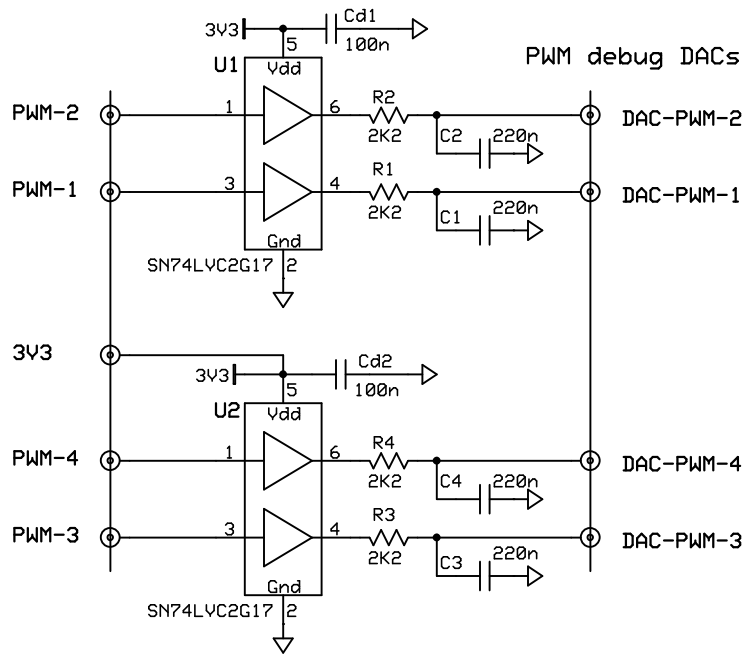 Cd1
3V3
100n
5
U1
Vdd
PWM debug DACs
PWM-2
1
6
R2
2K2
C2
220n
DAC-PWM-2
PWM-1
3
4
R1
2K2
C1
220n
DAC-PWM-1
Gnd
SN74LVC2G17
2
3V3
Cd2
3V3
100n
5
U2
Vdd
PWM-4
1
6
R4
2K2
C4
220n
DAC-PWM-4
PWM-3
3
4
R3
2K2
C3
220n
DAC-PWM-3
Gnd
SN74LVC2G17
2